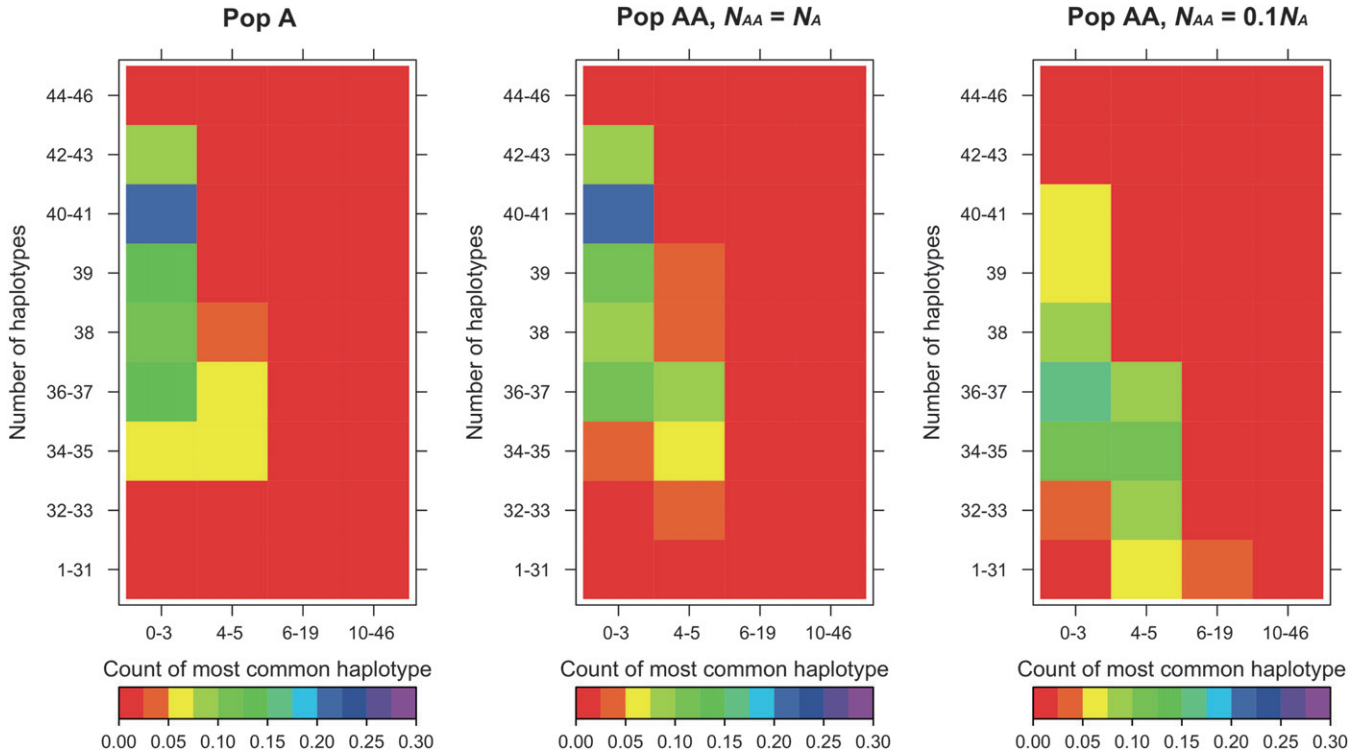 Pop A
Pop AA, NAA = NA
Pop AA, NAA = 0.1NA
Number of haplotypes
44-46
42-43
40-41
39
38
36-37
34-35
32-33
1-31
0-3 4-5 6-19 10-46
Count of most common haplotype
0.00 0.05 0.10 0.15 0.20 0.25 0.30
Number of haplotypes
44-46
42-43
40-41
39
38
36-37
34-35
32-33
1-31
0-3 4-5 6-19 10-46
Count of most common haplotype
0.00 0.05 0.10 0.15 0.20 0.25 0.30
Number of haplotypes
44-46
42-43
40-41
39
38
36-37
34-35
32-33
1-31
0-3 4-5 6-19 10-46
Count of most common haplotype
0.00 0.05 0.10 0.15 0.20 0.25 0.30